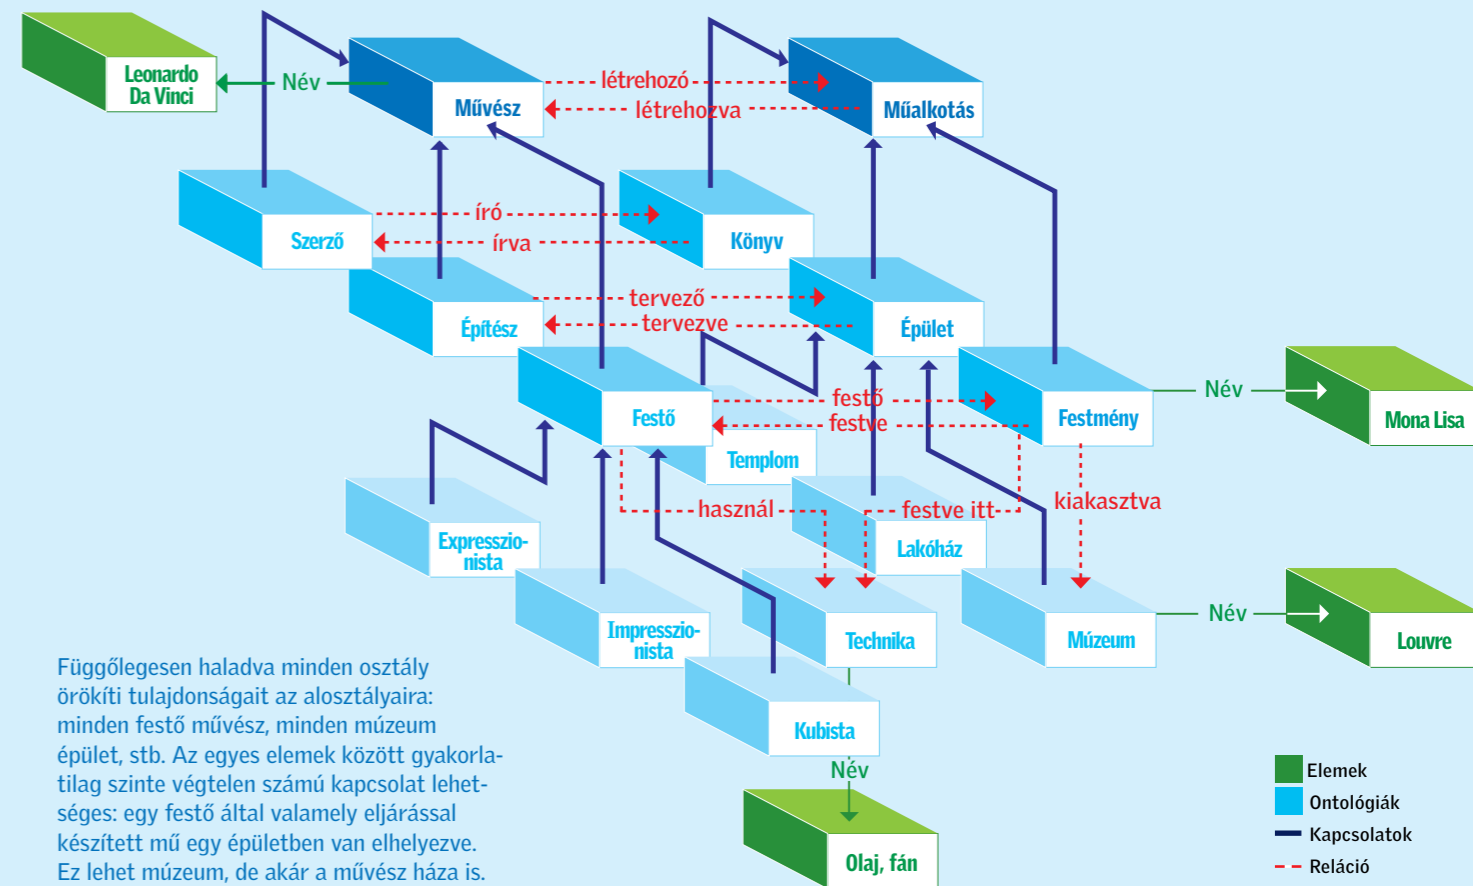 Leonardo
Da Vinci
Név
Művész
létrehozó
létrehozva
Műalkotás
Szerző
író
írva
Könyv
Építész
tervező
tervezve
Épület
Festő
festő
festve
Festmény
Név
Mona Lisa
Templom
használ
festve itt
kiakasztva
Expresszio-
nista
Lakóház
Impresszio-
nista
Technika
Múzeum
Név
Louvre
Kubista
Név
Olaj, fán
Függőlegesen haladva minden osztály
örökíti tulajdonságait az alosztályaira:
minden festő művész, minden múzeum
épület, stb. Az egyes elemek között gyakorla-
tilag szinte végtelen számú kapcsolat lehet-
séges: egy festő által valamely eljárással
készített mű egy épületben van elhelyezve.
Ez lehet múzeum, de akár a művész háza is.
Elemek
Ontológiák
Kapcsolatok
Reláció